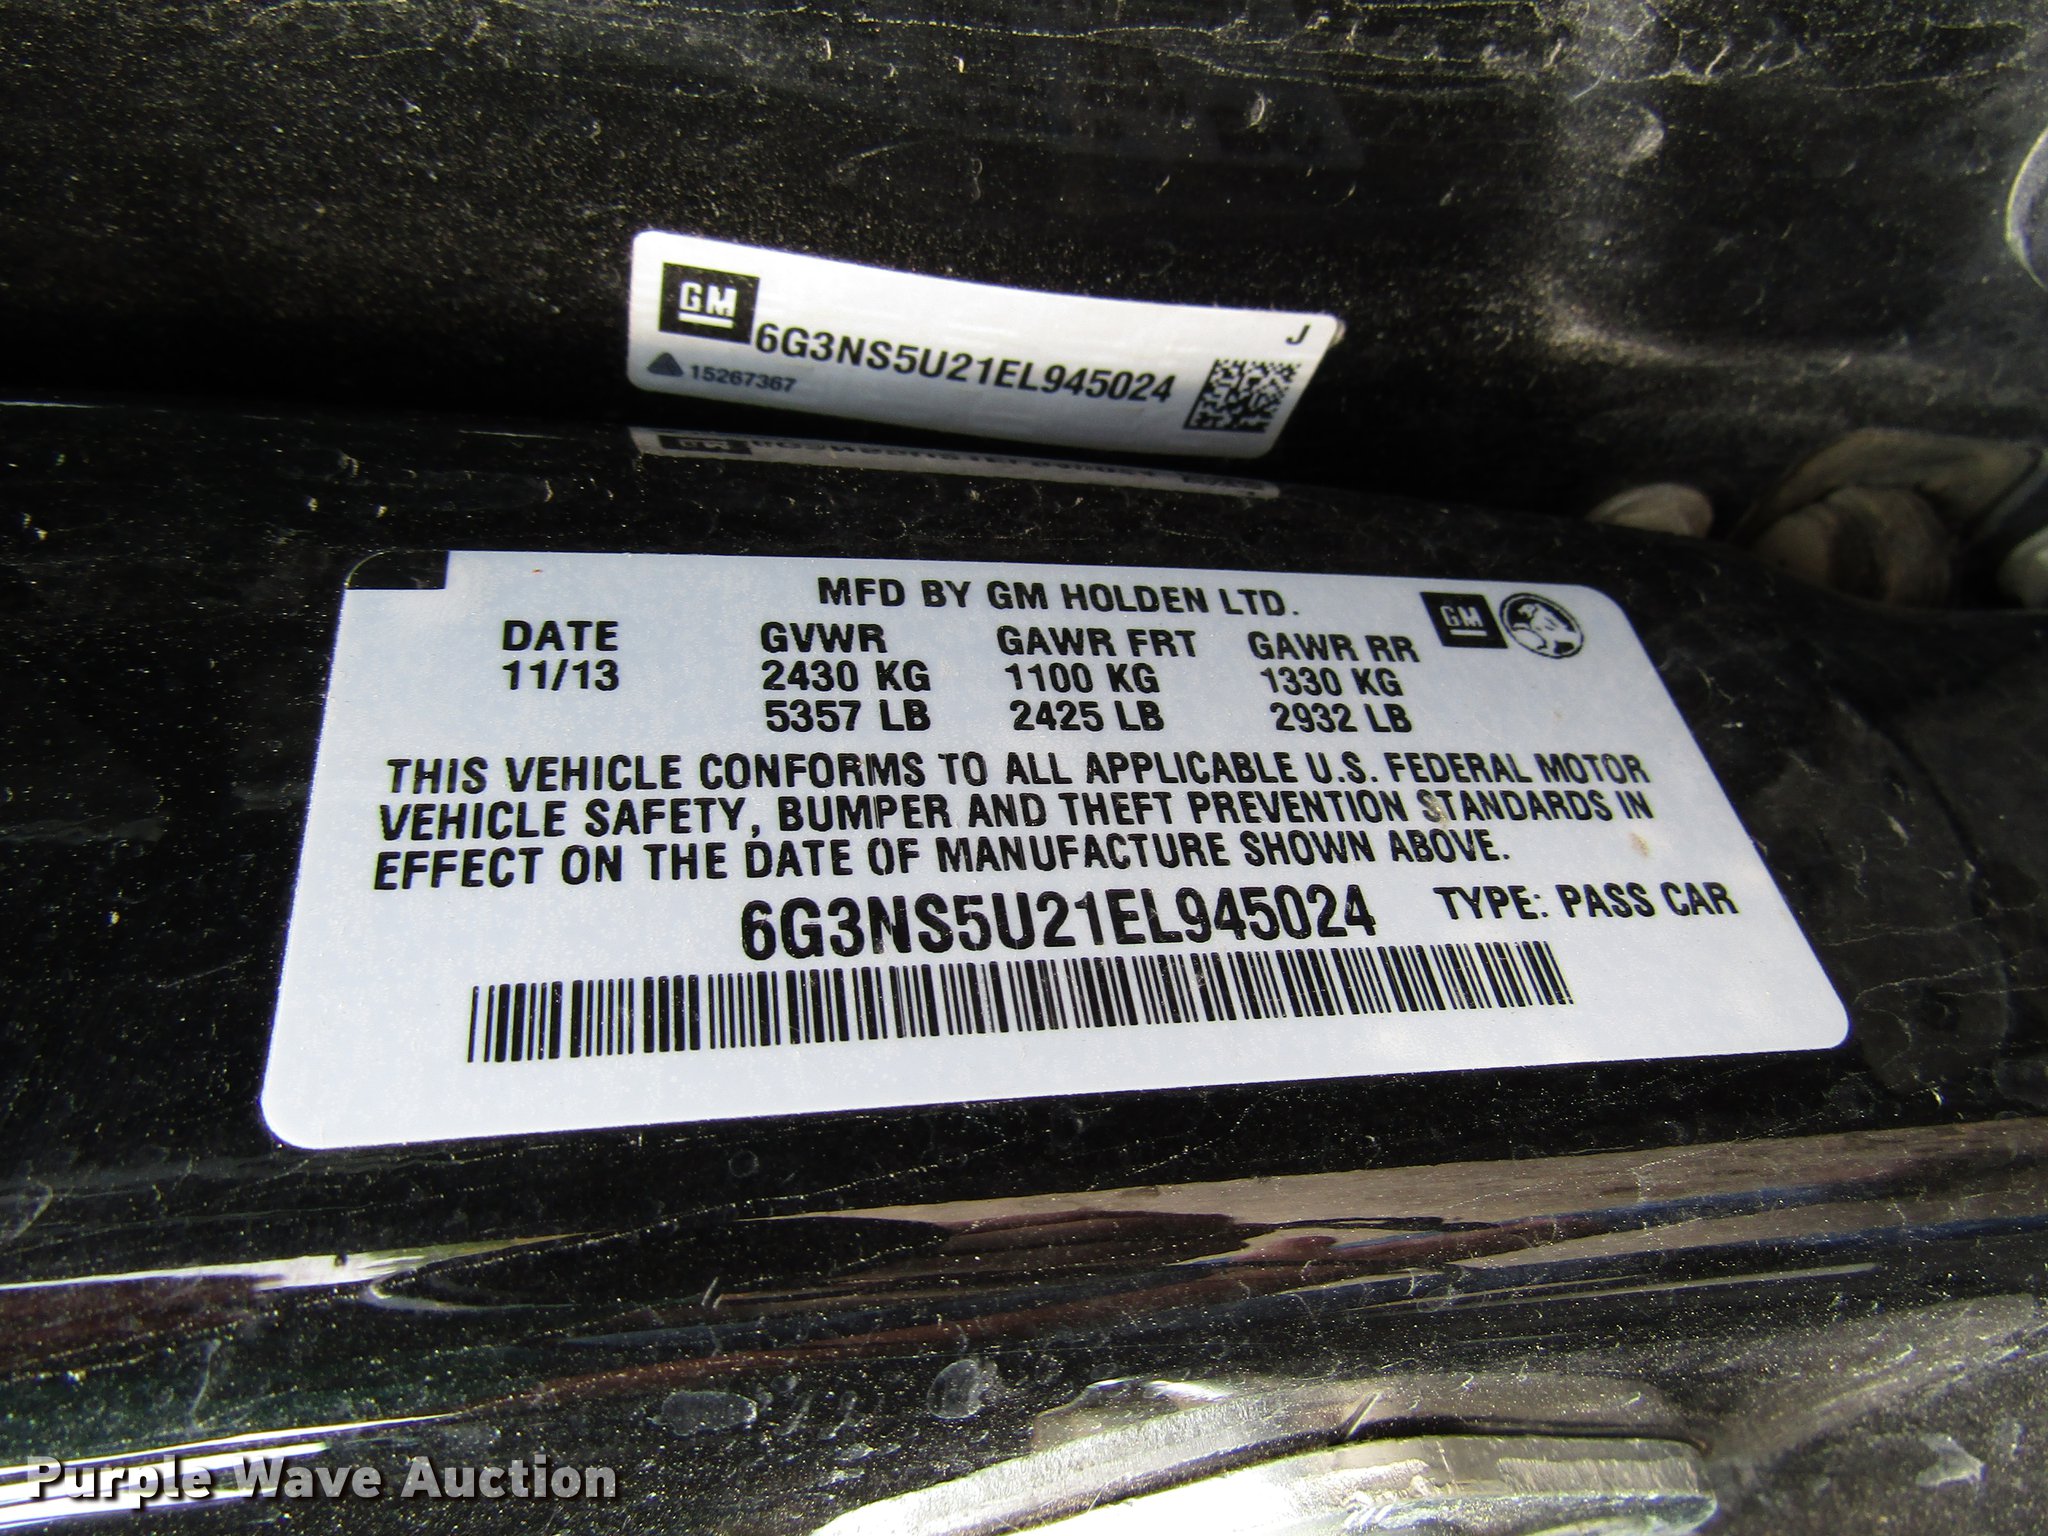 GM
6G3NS5U21EL945024
J
15267367
MFD BY GM HOLDEN LTD.
GM
DATE GVWR GAWR FRT GAWR RR
11/13 2430 KG 1100 KG 1330 KG
5357 LB 2425 LB 2932 LB
THIS VEHICLE CONFORMS TO ALL APPLICABLE U.S. FEDERAL MOTOR
VEHICLE SAFETY, BUMPER AND THEFT PREVENTION STANDARDS IN
EFFECT ON THE DATE OF MANUFACTURE SHOWN ABOVE.
6G3NS5U21EL945024 TYPE: PASS CAR
Purple Wave Auction